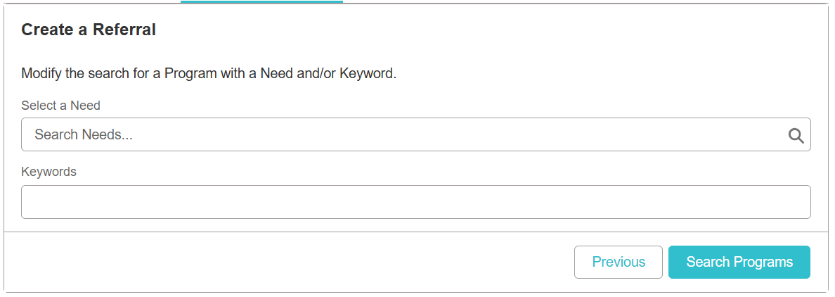 Create a Referral
Modify the search for a Program with a Need and/or Keyword.
Select a Need
Search Needs...
Keywords
Previous
Search Programs